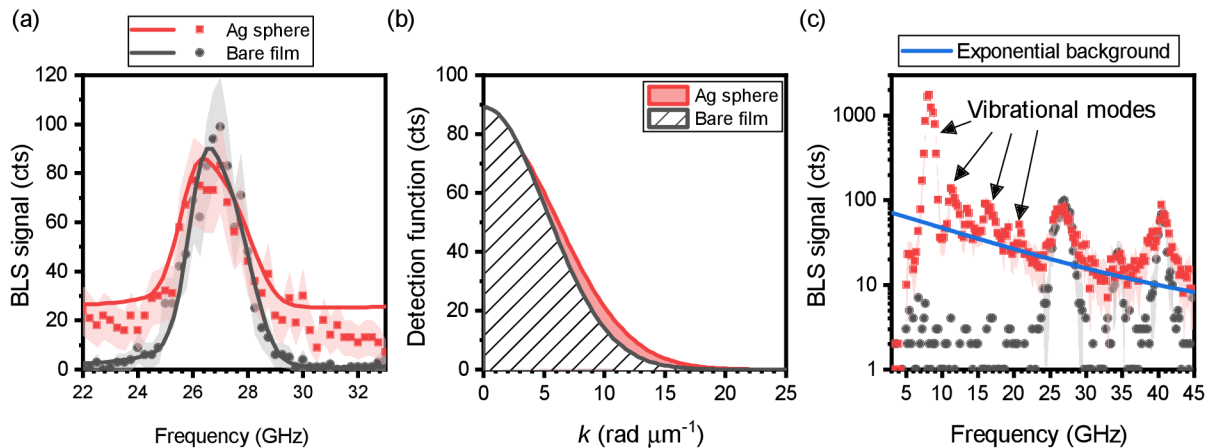 (a)
Ag sphere
Bare film
BLS signal (cts)
120
100
80
60
40
20
0
22 24 26 28 30 32
Frequency (GHz)
(b)
Ag sphere
Bare film
Detection function (cts)
100
80
60
40
20
0
0 5 10 15 20 25
k (rad μm⁻¹)
(c)
Exponential background
Vibrational modes
BLS signal (cts)
1000
100
10
1
5 10 15 20 25 30 35 40 45
Frequency (GHz)